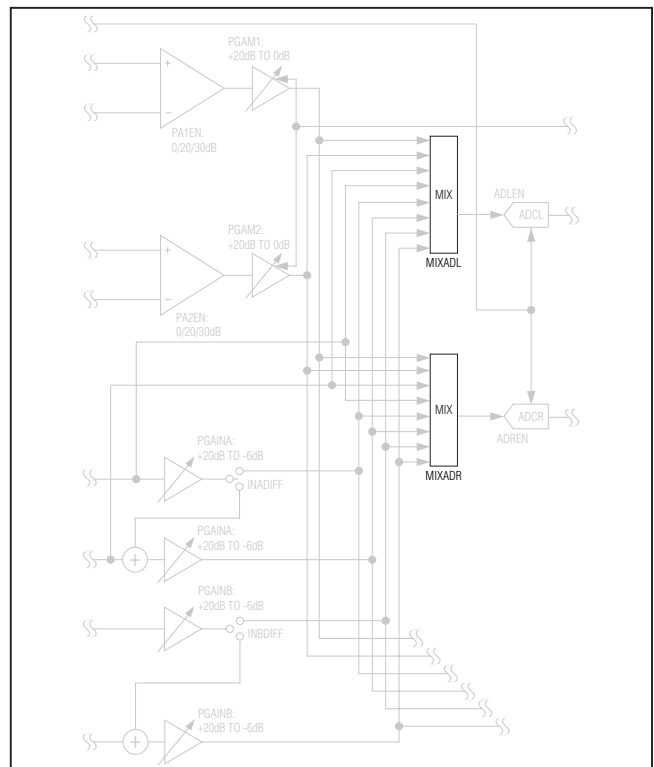 PGAM1:
+20dB TO 0dB
+
−
PA1EN:
0/20/30dB
MIX
ADLEN
ADCL
MIXADL
PGAM2:
+20dB TO 0dB
+
−
PA2EN:
0/20/30dB
MIX
ADCR
ADREN
MIXADR
PGAINA:
+20dB TO -6dB
INADIFF
+
PGAINA:
+20dB TO -6dB
PGAINB:
+20dB TO -6dB
INBDIFF
+
PGAINB:
+20dB TO -6dB